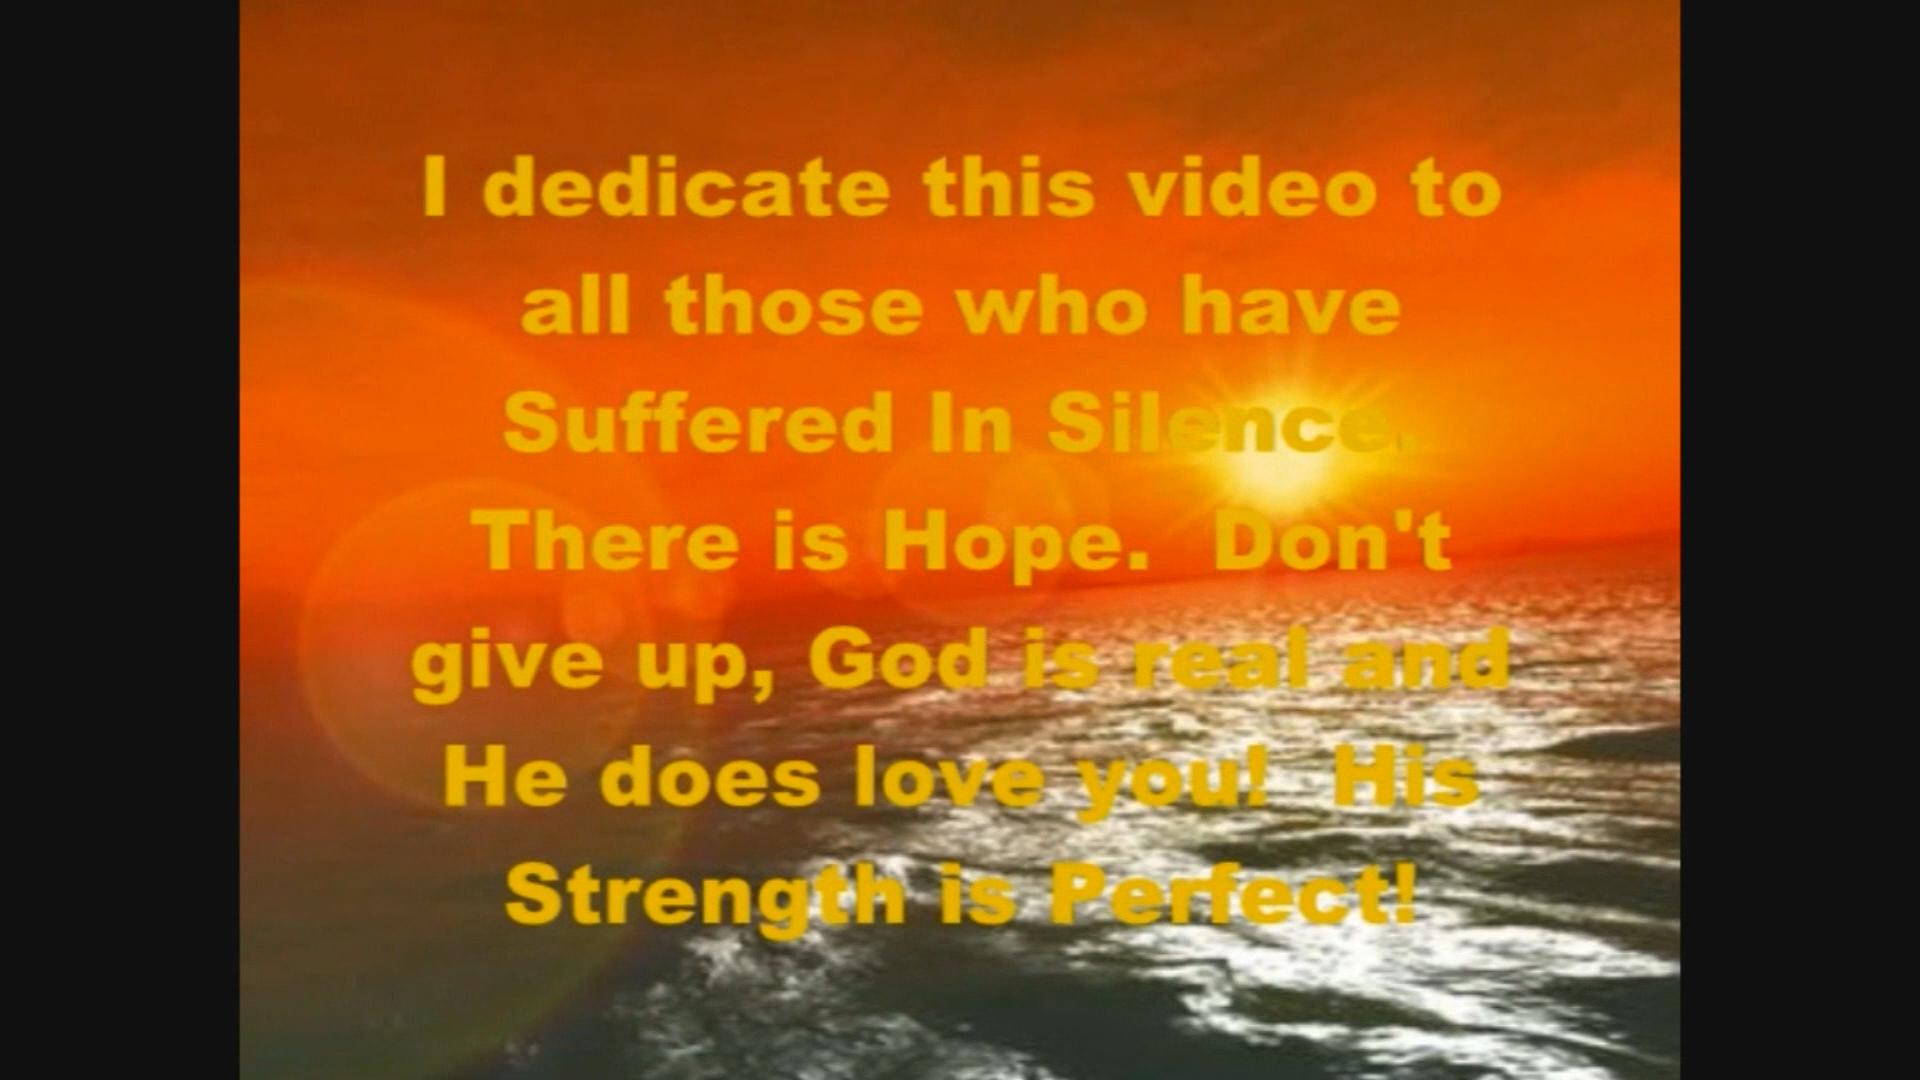 I dedicate this video to
all those who have
Suffered In Silence.
There is Hope.  Don't
give up, God is real and
He does love you!  His
Strength is Perfect!